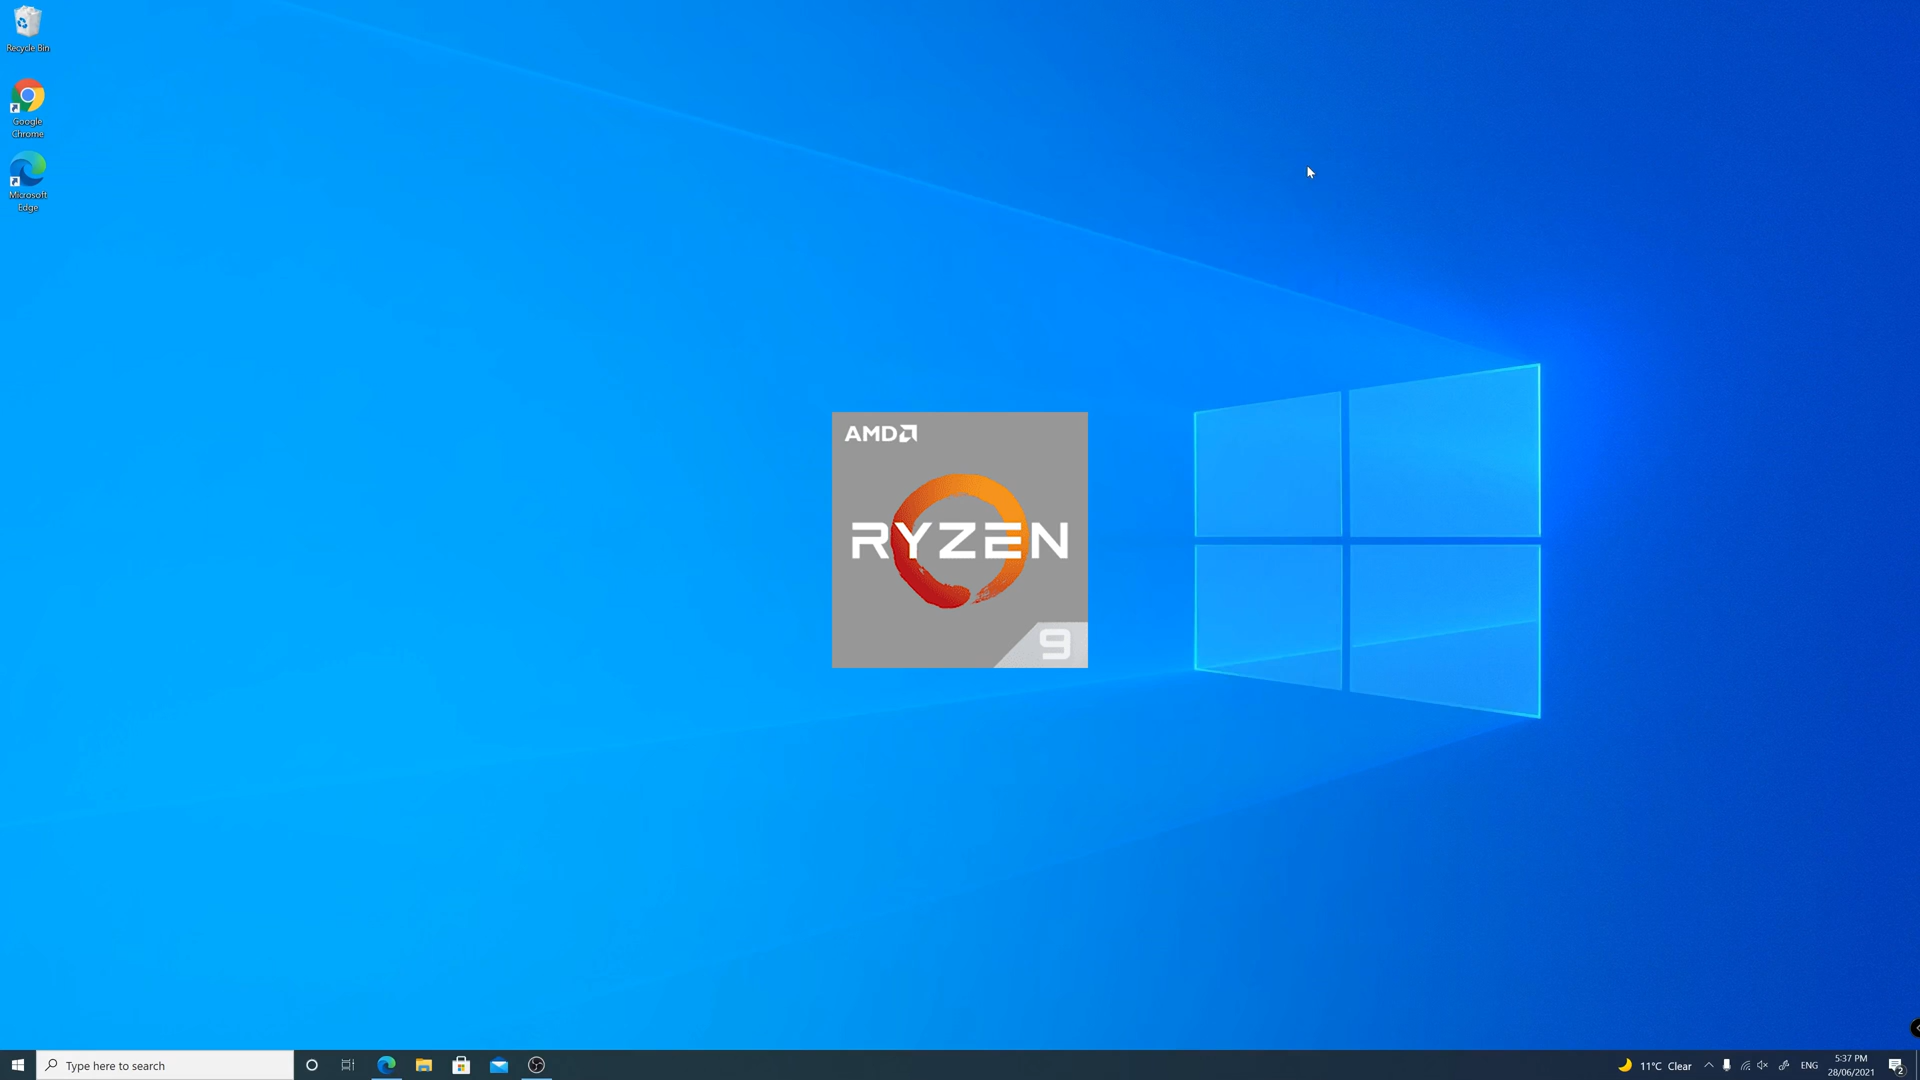 Recycle Bin
Google
Chrome
Microsoft
Edge
AMD
RYZEN
9
Type here to search
11°C Clear
ENG
5:37 PM
28/06/2021
2